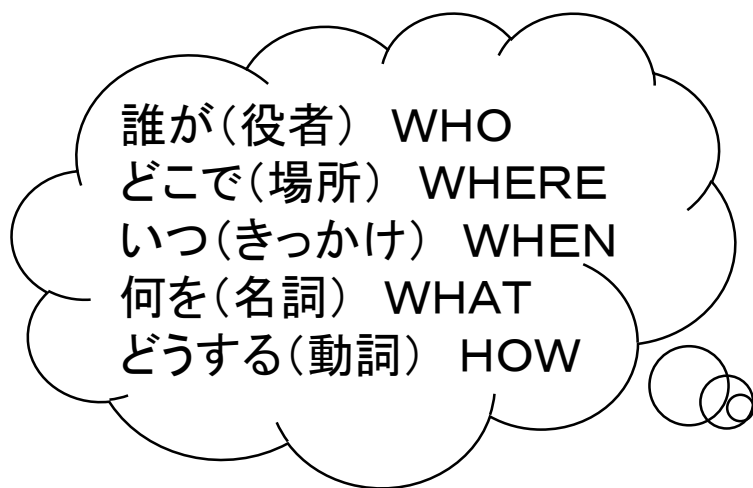 誰が(役者) WHO
どこで(場所) WHERE
いつ(きっかけ) WHEN
何を(名詞) WHAT
どうする(動詞) HOW